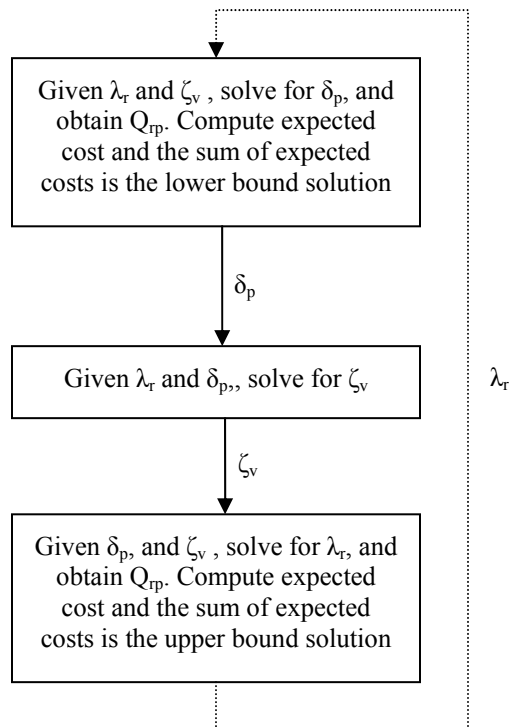 Given λr and ζv , solve for δp, and
obtain Qrp. Compute expected
cost and the sum of expected
costs is the lower bound solution
δp
Given λr and δp,, solve for ζv
λr
ζv
Given δp, and ζv , solve for λr, and
obtain Qrp. Compute expected
cost and the sum of expected
costs is the upper bound solution